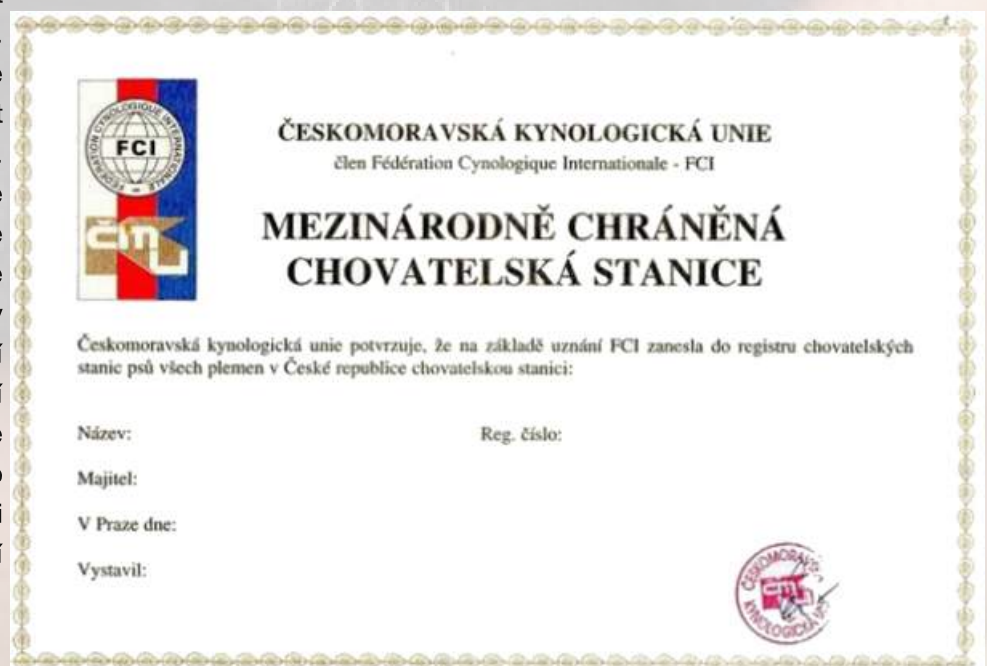 FEDERATION CYNOLOGIQUE INTERNATIONALE
FCI
čmku
ČESKOMORAVSKÁ KYNOLOGICKÁ UNIE
člen Fédération Cynologique Internationale - FCI
MEZINÁRODNĚ CHRÁNĚNÁ
CHOVATELSKÁ STANICE
Českomoravská kynologická unie potvrzuje, že na základě uznání FCI zanesla do registru chovatelských
stanic psů všech plemen v České republice chovatelskou stanici:
Název:
Reg. číslo:
Majitel:
V Praze dne:
Vystavil:
ČESKOMORAVSKÁ
KYNOLOGICKÁ